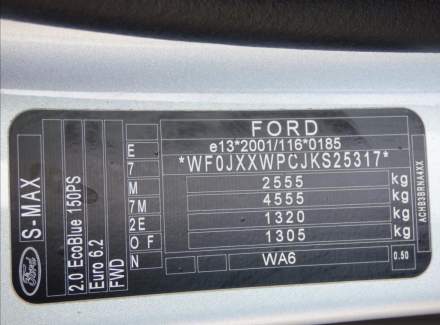 FORD
e13*2001/116*0185
*WF0JXXWPCJKS25317*
2555 kg
4555 kg
1320 kg
1305 kg
WA6
0.50
E
7
M
7M
2E
O F
N
Ford
S-MAX
2.0 EcoBlue 150PS
Euro 6.2
FWD
ACHB3BRNA4XX